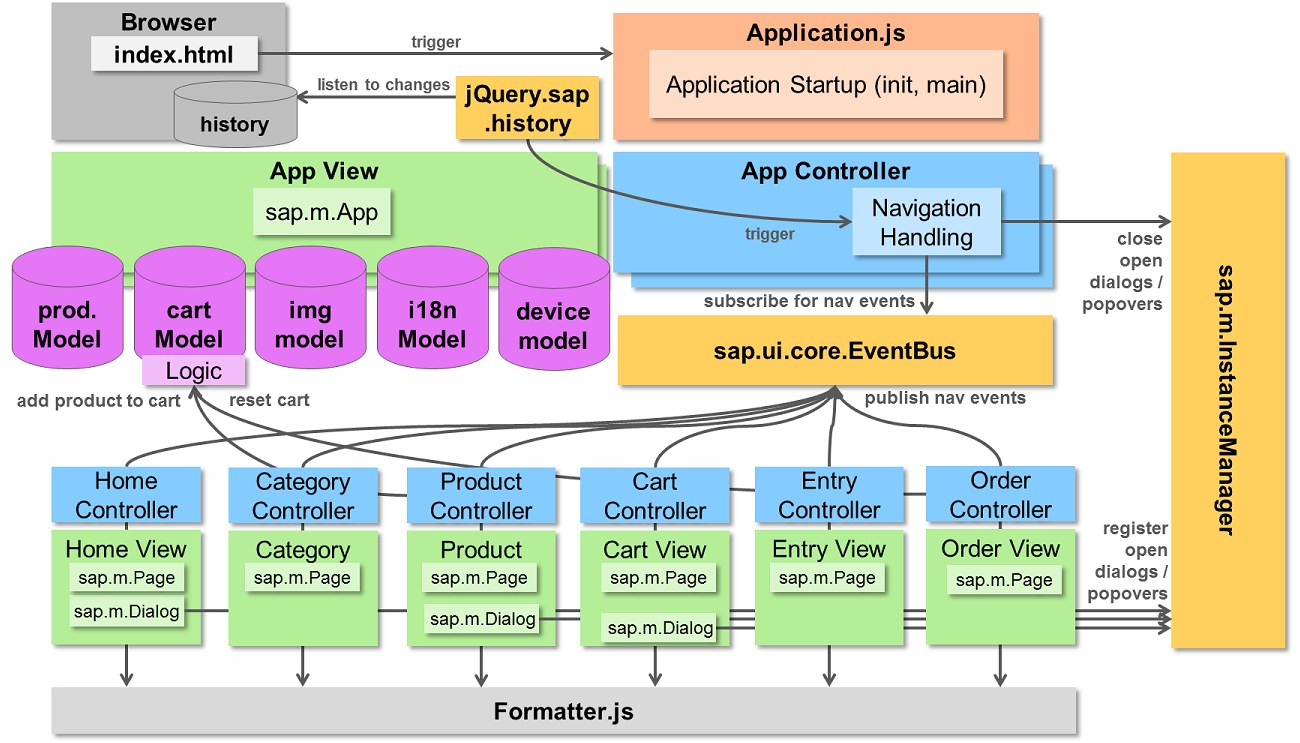 Browser
index.html
history
trigger
listen to changes
jQuery.sap
.history
Application.js
Application Startup (init, main)
App View
sap.m.App
App Controller
Navigation
Handling
trigger
close
open
dialogs /
popovers
sap.m.InstanceManager
subscribe for nav events
prod.
Model
cart
Model
Logic
img
model
i18n
Model
device
model
sap.ui.core.EventBus
add product to cart
reset cart
publish nav events
Home
Controller
Category
Controller
Product
Controller
Cart
Controller
Entry
Controller
Order
Controller
Home View
sap.m.Page
sap.m.Dialog
Category
sap.m.Page
Product
sap.m.Page
sap.m.Dialog
Cart View
sap.m.Page
sap.m.Dialog
Entry View
sap.m.Page
Order View
sap.m.Page
register
open
dialogs /
popovers
Formatter.js